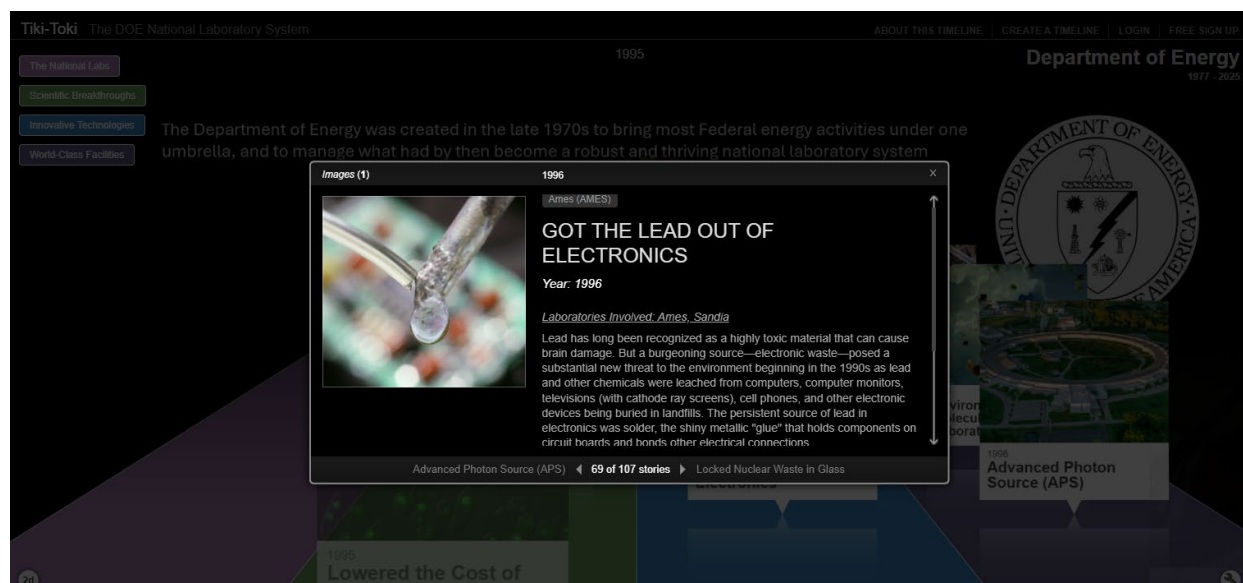 Tiki-Toki The DOE National Laboratory System
ABOUT THIS TIMELINE | CREATE A TIMELINE | LOGIN | FREE SIGN UP
1995
Department of Energy
1977 - 2025
The National Labs
Scientific Breakthroughs
Innovative Technologies
World-Class Facilities
The Department of Energy was created in the late 1970s to bring most Federal energy activities under one
umbrella, and to manage what had by then become a robust and thriving national laboratory system
DEPARTMENT OF ENERGY
OF AMERICA
Images (1)
1996
X
Ames (AMES)
GOT THE LEAD OUT OF
ELECTRONICS
Year: 1996
Laboratories Involved: Ames, Sandia
Lead has long been recognized as a highly toxic material that can cause
brain damage. But a burgeoning source—electronic waste—posed a
substantial new threat to the environment beginning in the 1990s as lead
and other chemicals were leached from computers, computer monitors,
televisions (with cathode ray screens), cell phones, and other electronic
devices being buried in landfills. The persistent source of lead in
electronics was solder, the shiny metallic "glue" that holds components on
circuit boards and bonds other electrical connections
Advanced Photon Source (APS) 69 of 107 stories Locked Nuclear Waste in Glass
Electronics
1996
Advanced Photon
Source (APS)
1995
Lowered the Cost of
2d